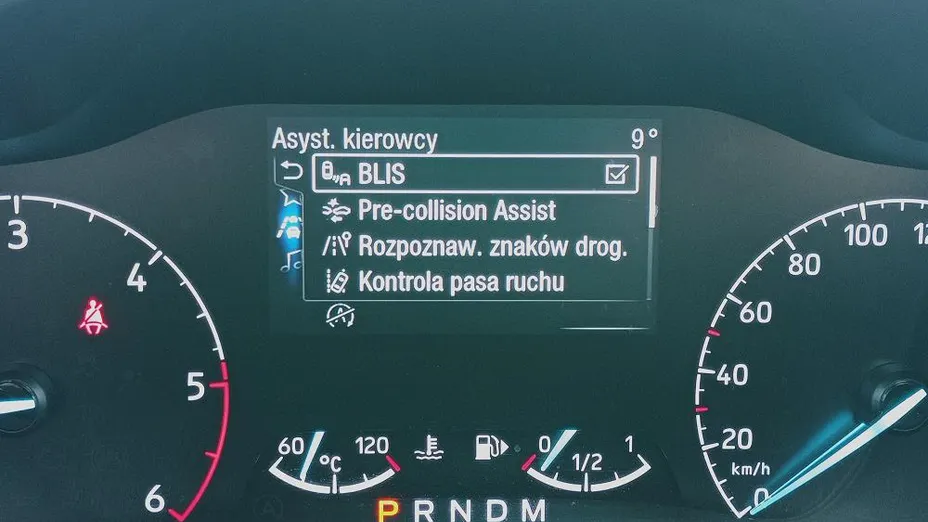 Asyst. kierowcy 9°
BLIS
Pre-collision Assist
Rozpoznaw. znaków drog.
Kontrola pasa ruchu
3
4
5
6
100
80
60
40
20
0
km/h
60 °C 120
0 1/2 1
P R N D M